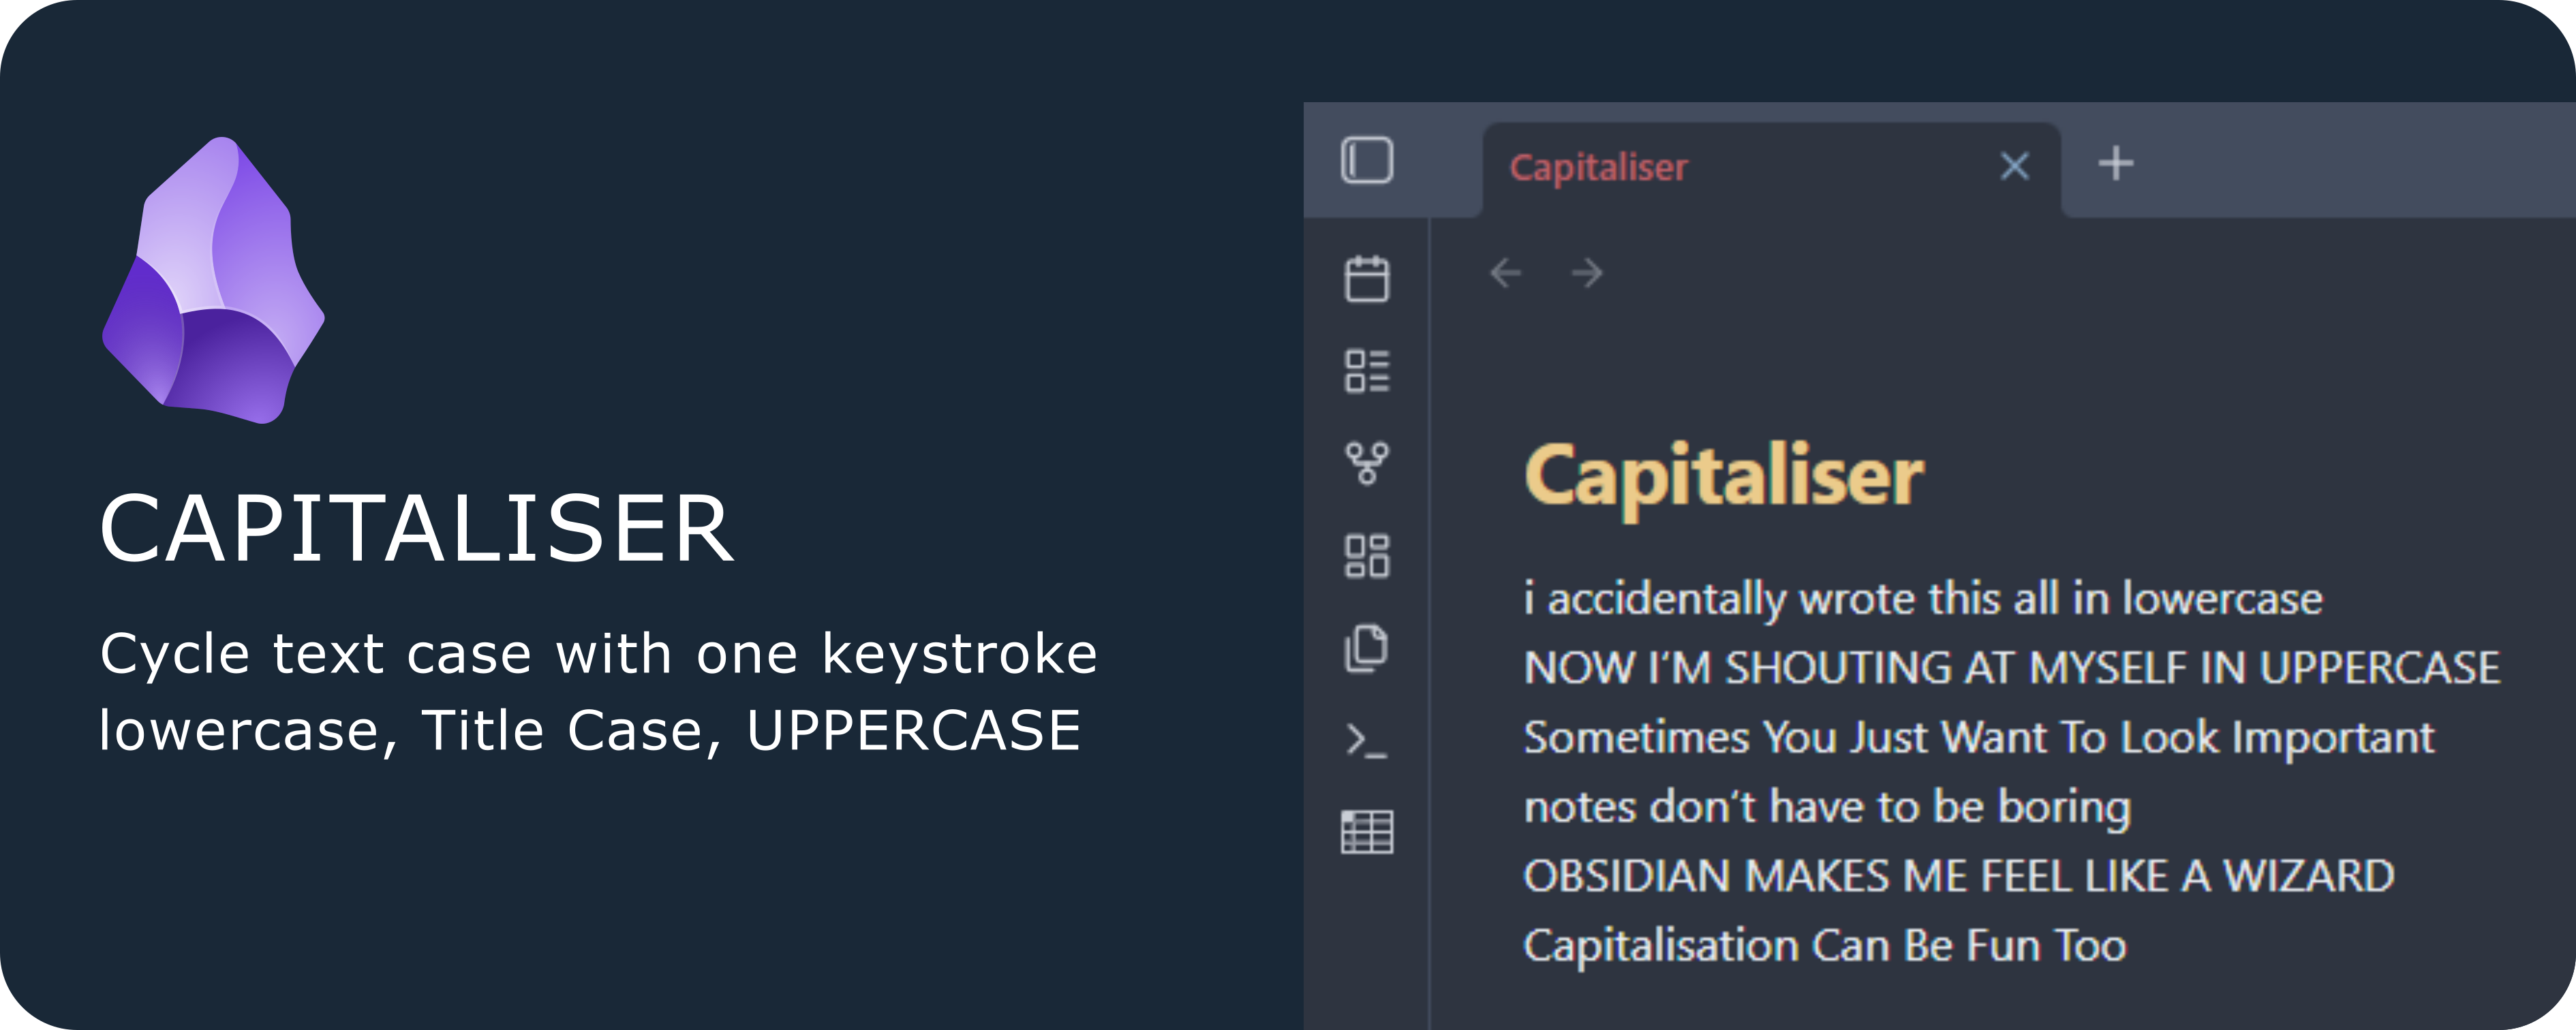 CAPITALISER
Cycle text case with one keystroke
lowercase, Title Case, UPPERCASE
Capitaliser
Capitaliser
i accidentally wrote this all in lowercase
NOW I’M SHOUTING AT MYSELF IN UPPERCASE
Sometimes You Just Want To Look Important
notes don‘t have to be boring
OBSIDIAN MAKES ME FEEL LIKE A WIZARD
Capitalisation Can Be Fun Too